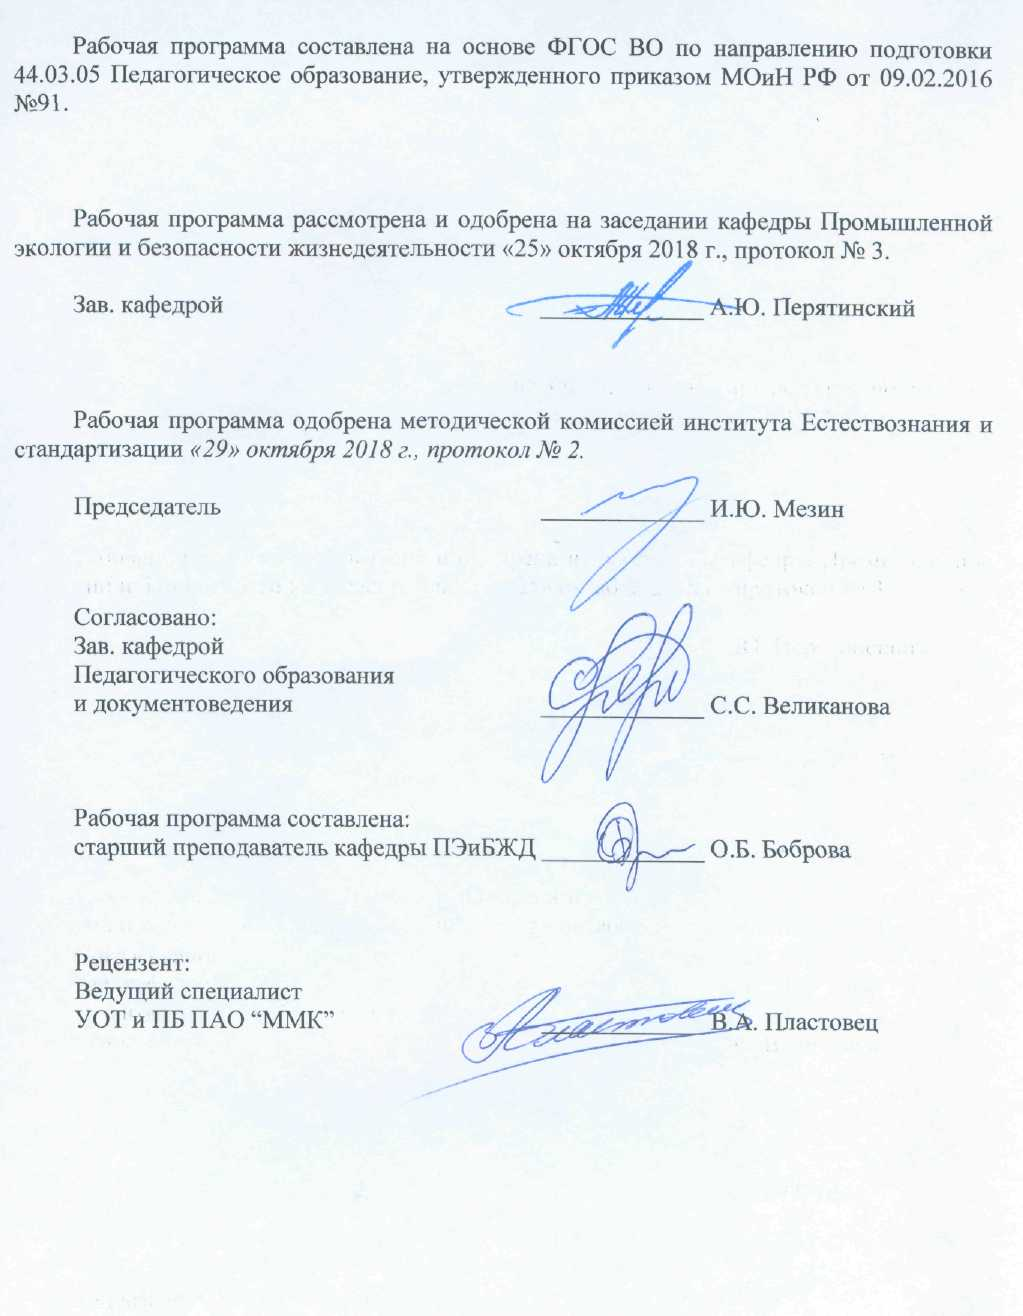 Рабочая программа составлена на основе ФГОС ВО по направлению подготовки
44.03.05 Педагогическое образование, утвержденного приказом МОиН РФ от 09.02.2016
№91.
Рабочая программа рассмотрена и одобрена на заседании кафедры Промышленной
экологии и безопасности жизнедеятельности «25» октября 2018 г., протокол № 3.
Зав. кафедрой А.Ю. Перятинский
Рабочая программа одобрена методической комиссией института Естествознания и
стандартизации «29» октября 2018 г., протокол № 2.
Председатель И.Ю. Мезин
Согласовано:
Зав. кафедрой
Педагогического образования
и документоведения С.С. Великанова
Рабочая программа составлена:
старший преподаватель кафедры ПЭиБЖД О.Б. Боброва
Рецензент:
Ведущий специалист
УОТ и ПБ ПАО “ММК” В.А. Пластовец